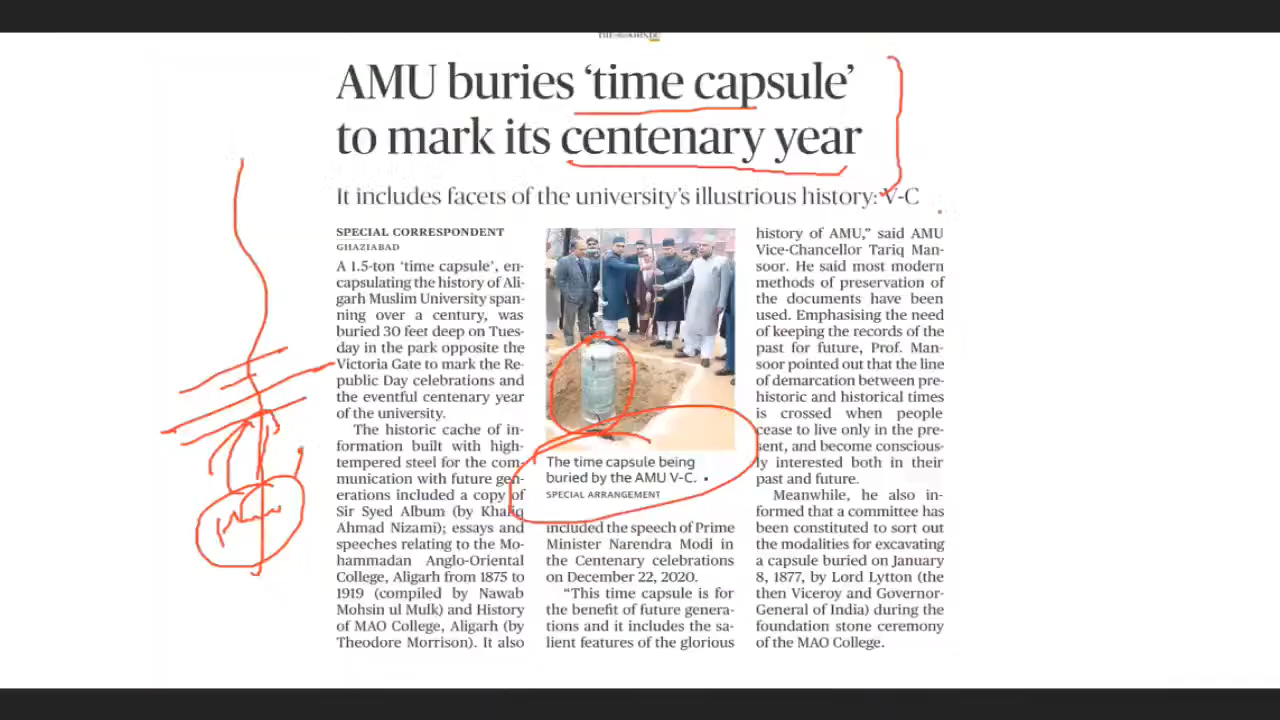 AMU buries ‘time capsule’
to mark its centenary year
It includes facets of the university’s illustrious history: V-C
SPECIAL CORRESPONDENT
GHAZIABAD
A 1.5-ton ‘time capsule’, en-
capsulating the history of Ali-
garh Muslim University span-
ning over a century, was
buried 30 feet deep on Tues-
day in the park opposite the
Victoria Gate to mark the Re-
public Day celebrations and
the eventful centenary year
of the university.
The historic cache of in-
formation built with high-
tempered steel for the com-
munication with future gen-
erations included a copy of
Sir Syed Album (by Khaliq
Ahmad Nizami); essays and
speeches relating to the Mo-
hammadan Anglo-Oriental
College, Aligarh from 1875 to
1919 (compiled by Nawab
Mohsin ul Mulk) and History
of MAO College, Aligarh (by
Theodore Morrison). It also
The time capsule being
buried by the AMU V-C.
SPECIAL ARRANGEMENT
included the speech of Prime
Minister Narendra Modi in
the Centenary celebrations
on December 22, 2020.
“This time capsule is for
the benefit of future genera-
tions and it includes the sa-
lient features of the glorious
history of AMU,” said AMU
Vice-Chancellor Tariq Man-
soor. He said most modern
methods of preservation of
the documents have been
used. Emphasising the need
of keeping the records of the
past for future, Prof. Man-
soor pointed out that the line
of demarcation between pre-
historic and historical times
is crossed when people
cease to live only in the pre-
sent, and become conscious-
ly interested both in their
past and future.
Meanwhile, he also in-
formed that a committee has
been constituted to sort out
the modalities for excavating
a capsule buried on January
8, 1877, by Lord Lytton (the
then Viceroy and Governor-
General of India) during the
foundation stone ceremony
of the MAO College.